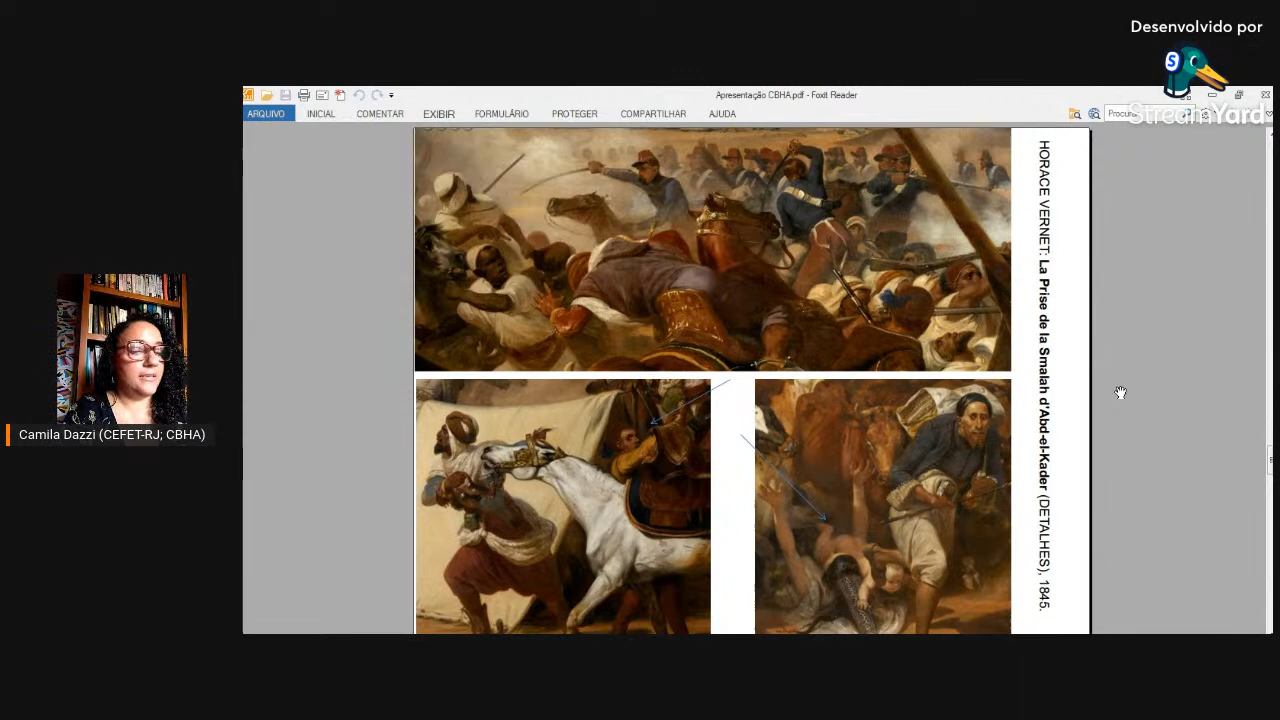 Desenvolvido por
S
StreamYard
Apresentação CBHA.pdf - Foxit Reader
ARQUIVO INICIAL COMENTAR EXIBIR FORMULÁRIO PROTEGER COMPARTILHAR AJUDA
HORACE VERNET: La Prise de la Smalah d'Abd-el-Kader (DETALHES), 1845.
Camila Dazzi (CEFET-RJ; CBHA)